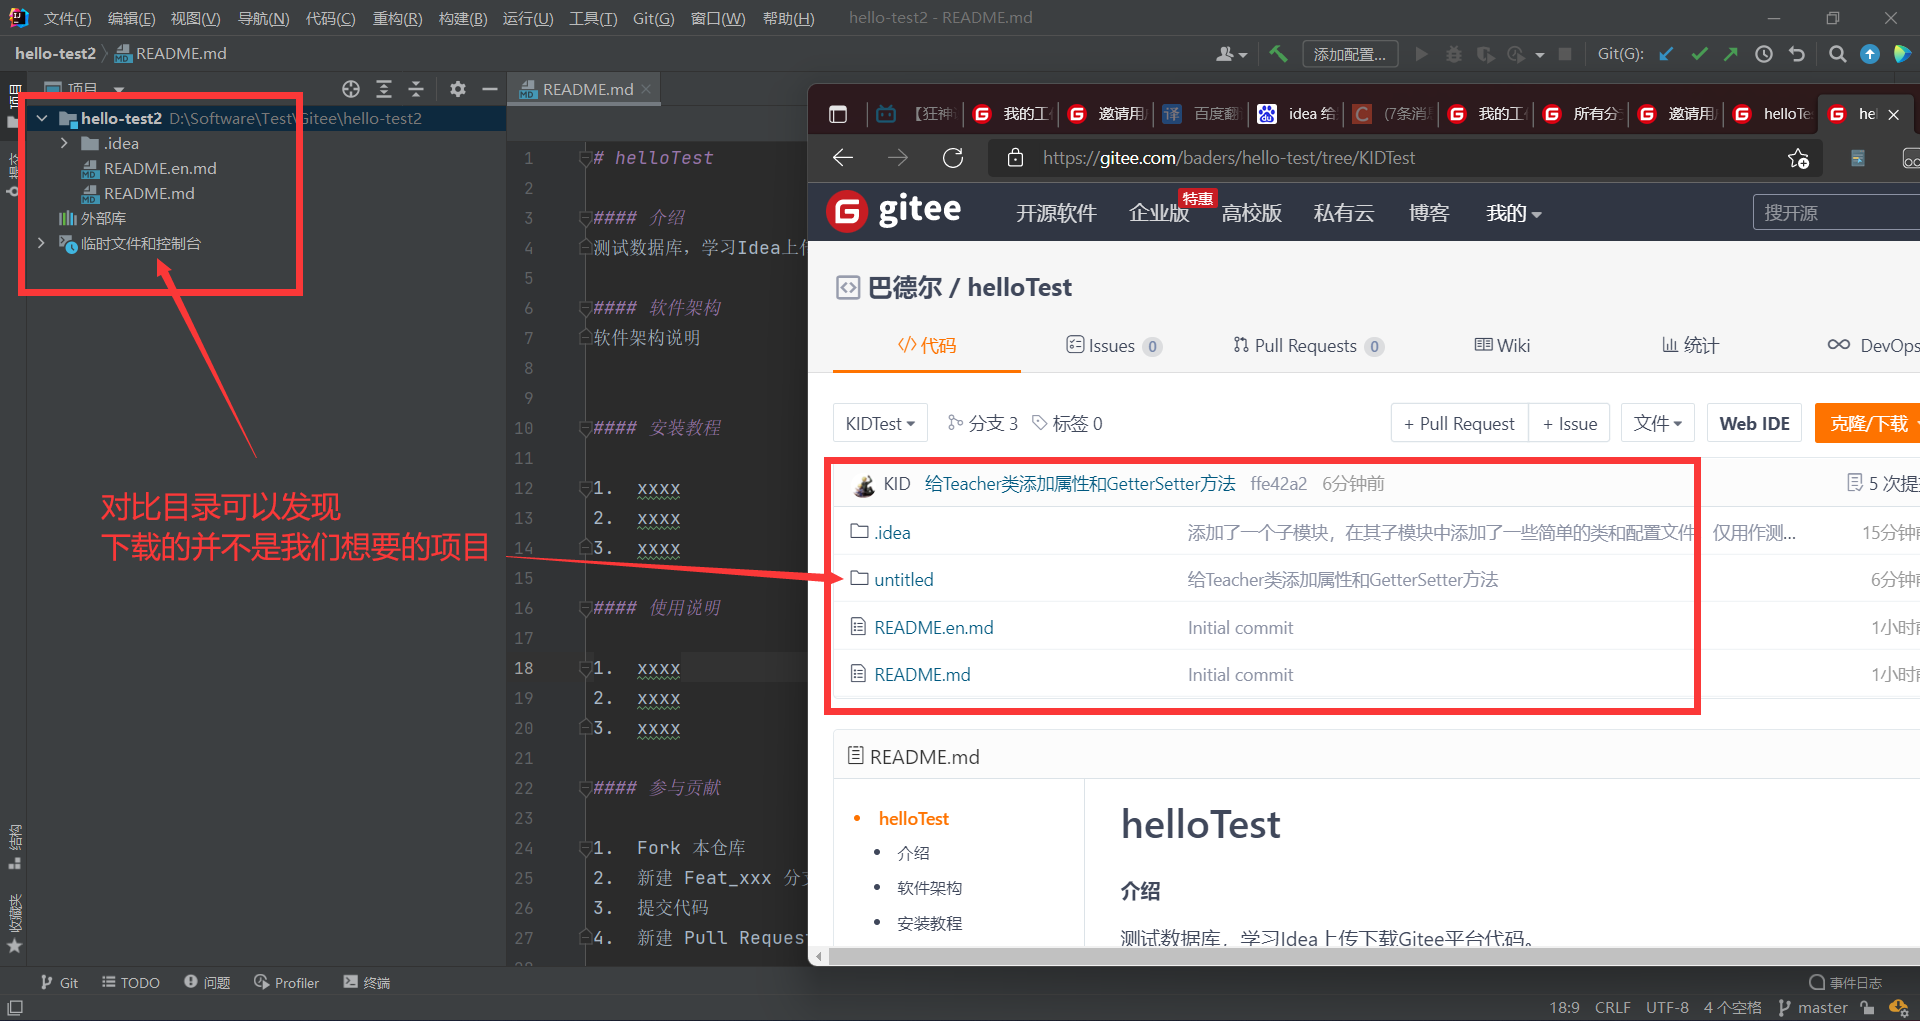 文件(F) 编辑(E) 视图(V) 导航(N) 代码(C) 重构(R) 构建(B) 运行(U) 工具(T) Git(G) 窗口(W) 帮助(H) hello-test2 - README.md
hello-test2 README.md 添加配置... Git(G):
项目
README.md
项目
hello-test2 D:\Software\Test\Gitee\hello-test2
.idea
README.en.md
README.md
外部库
临时文件和控制台
提交
结构
收藏夹
对比目录可以发现
下载的并不是我们想要的项目
1 # helloTest
2
3 #### 介绍
4 测试数据库，学习Idea上传
5
6 #### 软件架构
7 软件架构说明
8
9
10 #### 安装教程
11
12 1. xxxx
13 2. xxxx
14 3. xxxx
15
16 #### 使用说明
17
18 1. xxxx
19 2. xxxx
20 3. xxxx
21
22 #### 参与贡献
23
24 1. Fork 本仓库
25 2. 新建 Feat_xxx 分支
26 3. 提交代码
27 4. 新建 Pull Request
【狂神 我的工 邀请用 译 百度翻 idea 给 (7条消 我的工 所有分 邀请用 helloTe hel
https://gitee.com/baders/hello-test/tree/KIDTest
gitee 开源软件 企业版 特惠 高校版 私有云 博客 我的 搜开源
巴德尔 / helloTest
代码 Issues 0 Pull Requests 0 Wiki 统计 DevOps
KIDTest 分支 3 标签 0 + Pull Request + Issue 文件 Web IDE 克隆/下载
KID 给Teacher类添加属性和GetterSetter方法 ffe42a2 6分钟前 5 次提
.idea 添加了一个子模块，在其子模块中添加了一些简单的类和配置文件 仅用作测... 15分钟前
untitled 给Teacher类添加属性和GetterSetter方法 6分钟前
README.en.md Initial commit 1小时前
README.md Initial commit 1小时前
README.md
helloTest
介绍
软件架构
安装教程
helloTest
介绍
测试数据库，学习Idea上传下载Gitee平台代码。
Git TODO 问题 Profiler 终端 事件日志
18:9 CRLF UTF-8 4 个空格 master